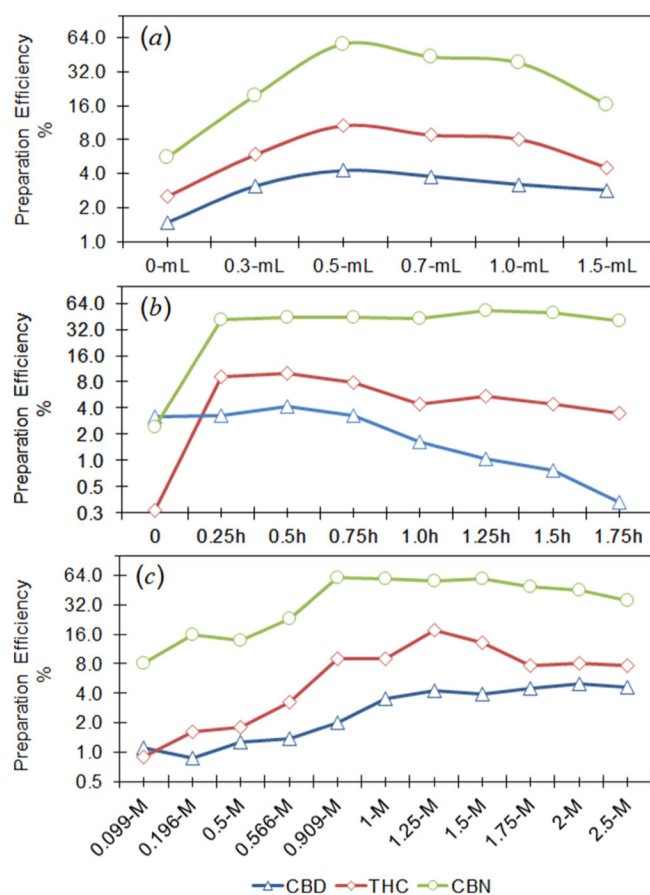 (a)
Preparation Efficiency
%
64.0
32.0
16.0
8.0
4.0
2.0
1.0
0-mL 0.3-mL 0.5-mL 0.7-mL 1.0-mL 1.5-mL
(b)
Preparation Efficiency
%
64.0
32.0
16.0
8.0
4.0
2.0
1.0
0.5
0.3
0 0.25h 0.5h 0.75h 1.0h 1.25h 1.5h 1.75h
(c)
Preparation Efficiency
%
64.0
32.0
16.0
8.0
4.0
2.0
1.0
0.5
0.099-M 0.196-M 0.5-M 0.566-M 0.909-M 1-M 1.25-M 1.5-M 1.75-M 2-M 2.5-M
CBD THC CBN